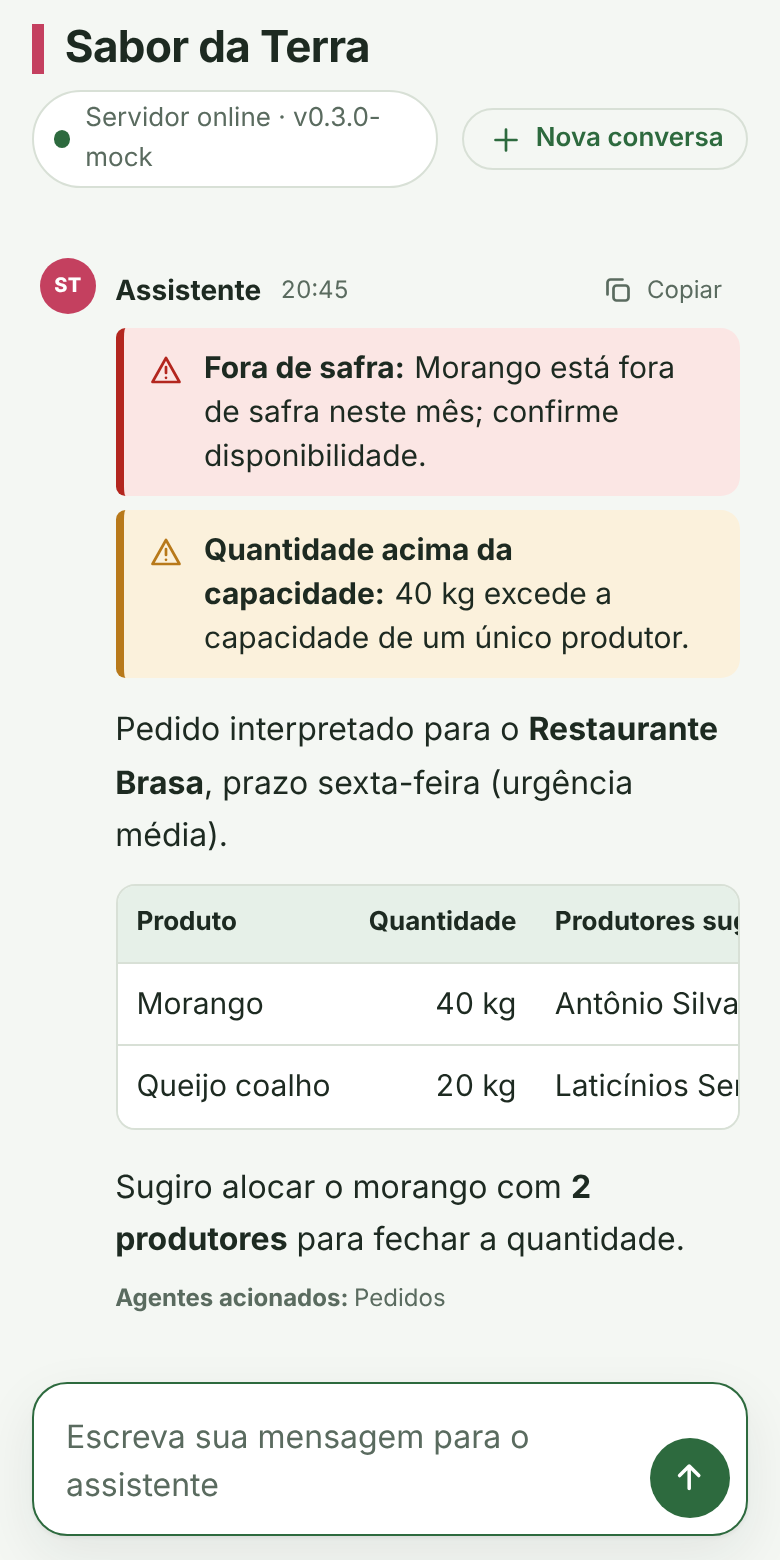 Sabor da Terra
Servidor online · v0.3.0-
mock
Nova conversa
ST
Assistente 20:45
Copiar
Fora de safra: Morango está fora
de safra neste mês; confirme
disponibilidade.
Quantidade acima da
capacidade: 40 kg excede a
capacidade de um único produtor.
Pedido interpretado para o Restaurante
Brasa, prazo sexta-feira (urgência
média).
Produto Quantidade Produtores
Morango 40 kg Antônio Silva
Queijo coalho 20 kg Laticínios
Sugiro alocar o morango com 2
produtores para fechar a quantidade.
Agentes acionados: Pedidos
Escreva sua mensagem para o
assistente